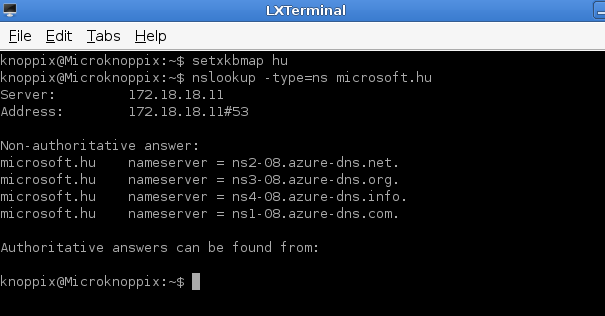 LXTerminal
File Edit Tabs Help
knoppix@Microknoppix:~$ setxkbmap hu
knoppix@Microknoppix:~$ nslookup -type=ns microsoft.hu
Server:         172.18.18.11
Address:        172.18.18.11#53
Non-authoritative answer:
microsoft.hu    nameserver = ns2-08.azure-dns.net.
microsoft.hu    nameserver = ns3-08.azure-dns.org.
microsoft.hu    nameserver = ns4-08.azure-dns.info.
microsoft.hu    nameserver = ns1-08.azure-dns.com.
Authoritative answers can be found from:
knoppix@Microknoppix:~$